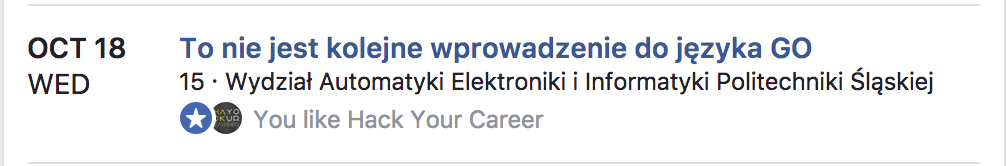 OCT 18
WED
To nie jest kolejne wprowadzenie do języka GO
15 · Wydział Automatyki Elektroniki i Informatyki Politechniki Śląskiej
You like Hack Your Career